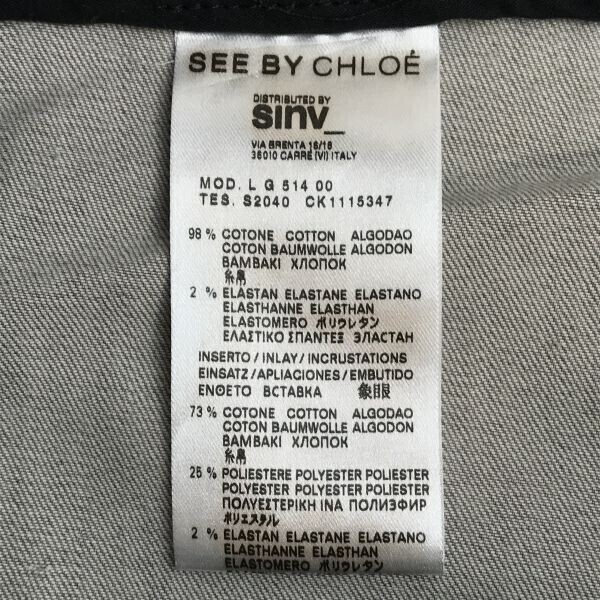 SEE BY CHLOÉ
DISTRIBUTED BY
sinv_
VIA BRENTA 16/18
36010 CARRÈ (VI) ITALY
MOD. L G 514 00
TES. S2040 CK1115347
98 % COTONE COTTON ALGODAO
COTON BAUMWOLLE ALGODON
BAMBAKI ХЛОПОК
綿
2 % ELASTAN ELASTANE ELASTANO
ELASTHANNE ELASTHAN
ELASTOMERO ポリウレタン
ΕΛΑΣΤΙΚΟ ΣΠΑΝΤΕΞ ЭЛАСТАН
INSERTO / INLAY / INCRUSTATIONS
EINSATZ / APLIACIONES / EMBUTIDO
ΕΝΘΕΤΟ ВСТАВКА 象眼
73 % COTONE COTTON ALGODAO
COTON BAUMWOLLE ALGODON
BAMBAKI ХЛОПОК
綿
25 % POLIESTERE POLYESTER POLIESTER
POLYESTER POLYESTER POLIESTER
ΠΟΛΥΕΣΤΕΡΙΚΗ ΙΝΑ ПОЛИЭФИР
ポリエステル
2 % ELASTAN ELASTANE ELASTANO
ELASTHANNE ELASTHAN
ELASTOMERO ポリウレタン